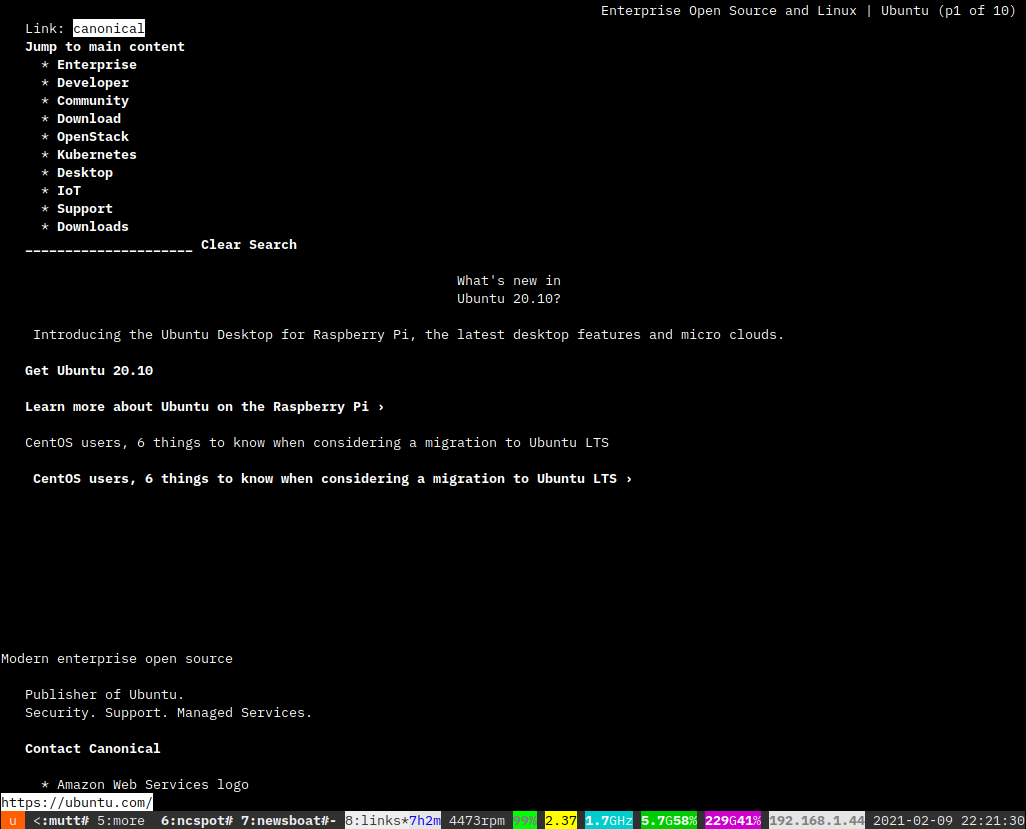 Enterprise Open Source and Linux | Ubuntu (p1 of 10)
Link: canonical
Jump to main content
* Enterprise
* Developer
* Community
* Download
* OpenStack
* Kubernetes
* Desktop
* IoT
* Support
* Downloads
_____________________ Clear Search
What's new in
Ubuntu 20.10?
Introducing the Ubuntu Desktop for Raspberry Pi, the latest desktop features and micro clouds.
Get Ubuntu 20.10
Learn more about Ubuntu on the Raspberry Pi ›
CentOS users, 6 things to know when considering a migration to Ubuntu LTS
CentOS users, 6 things to know when considering a migration to Ubuntu LTS ›
Modern enterprise open source
Publisher of Ubuntu.
Security. Support. Managed Services.
Contact Canonical
* Amazon Web Services logo
https://ubuntu.com/
u <:mutt# 5:more 6:ncspot# 7:newsboat#- 8:links*7h2m 4473rpm 99% 2.37 1.7GHz 5.7G58% 229G41% 192.168.1.44 2021-02-09 22:21:30